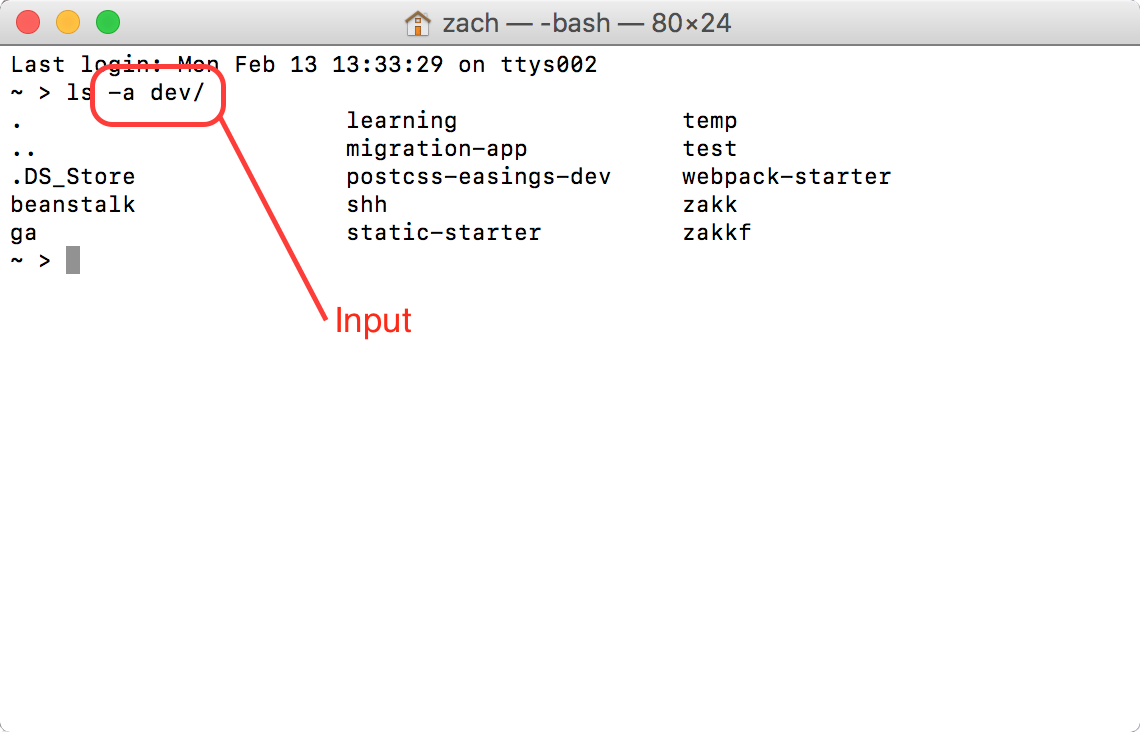 zach — -bash — 80×24
Last login: Mon Feb 13 13:33:29 on ttys002
~ > ls -a dev/
. learning temp
.. migration-app test
.DS_Store postcss-easings-dev webpack-starter
beanstalk shh zakk
ga static-starter zakkf
~ >
Input